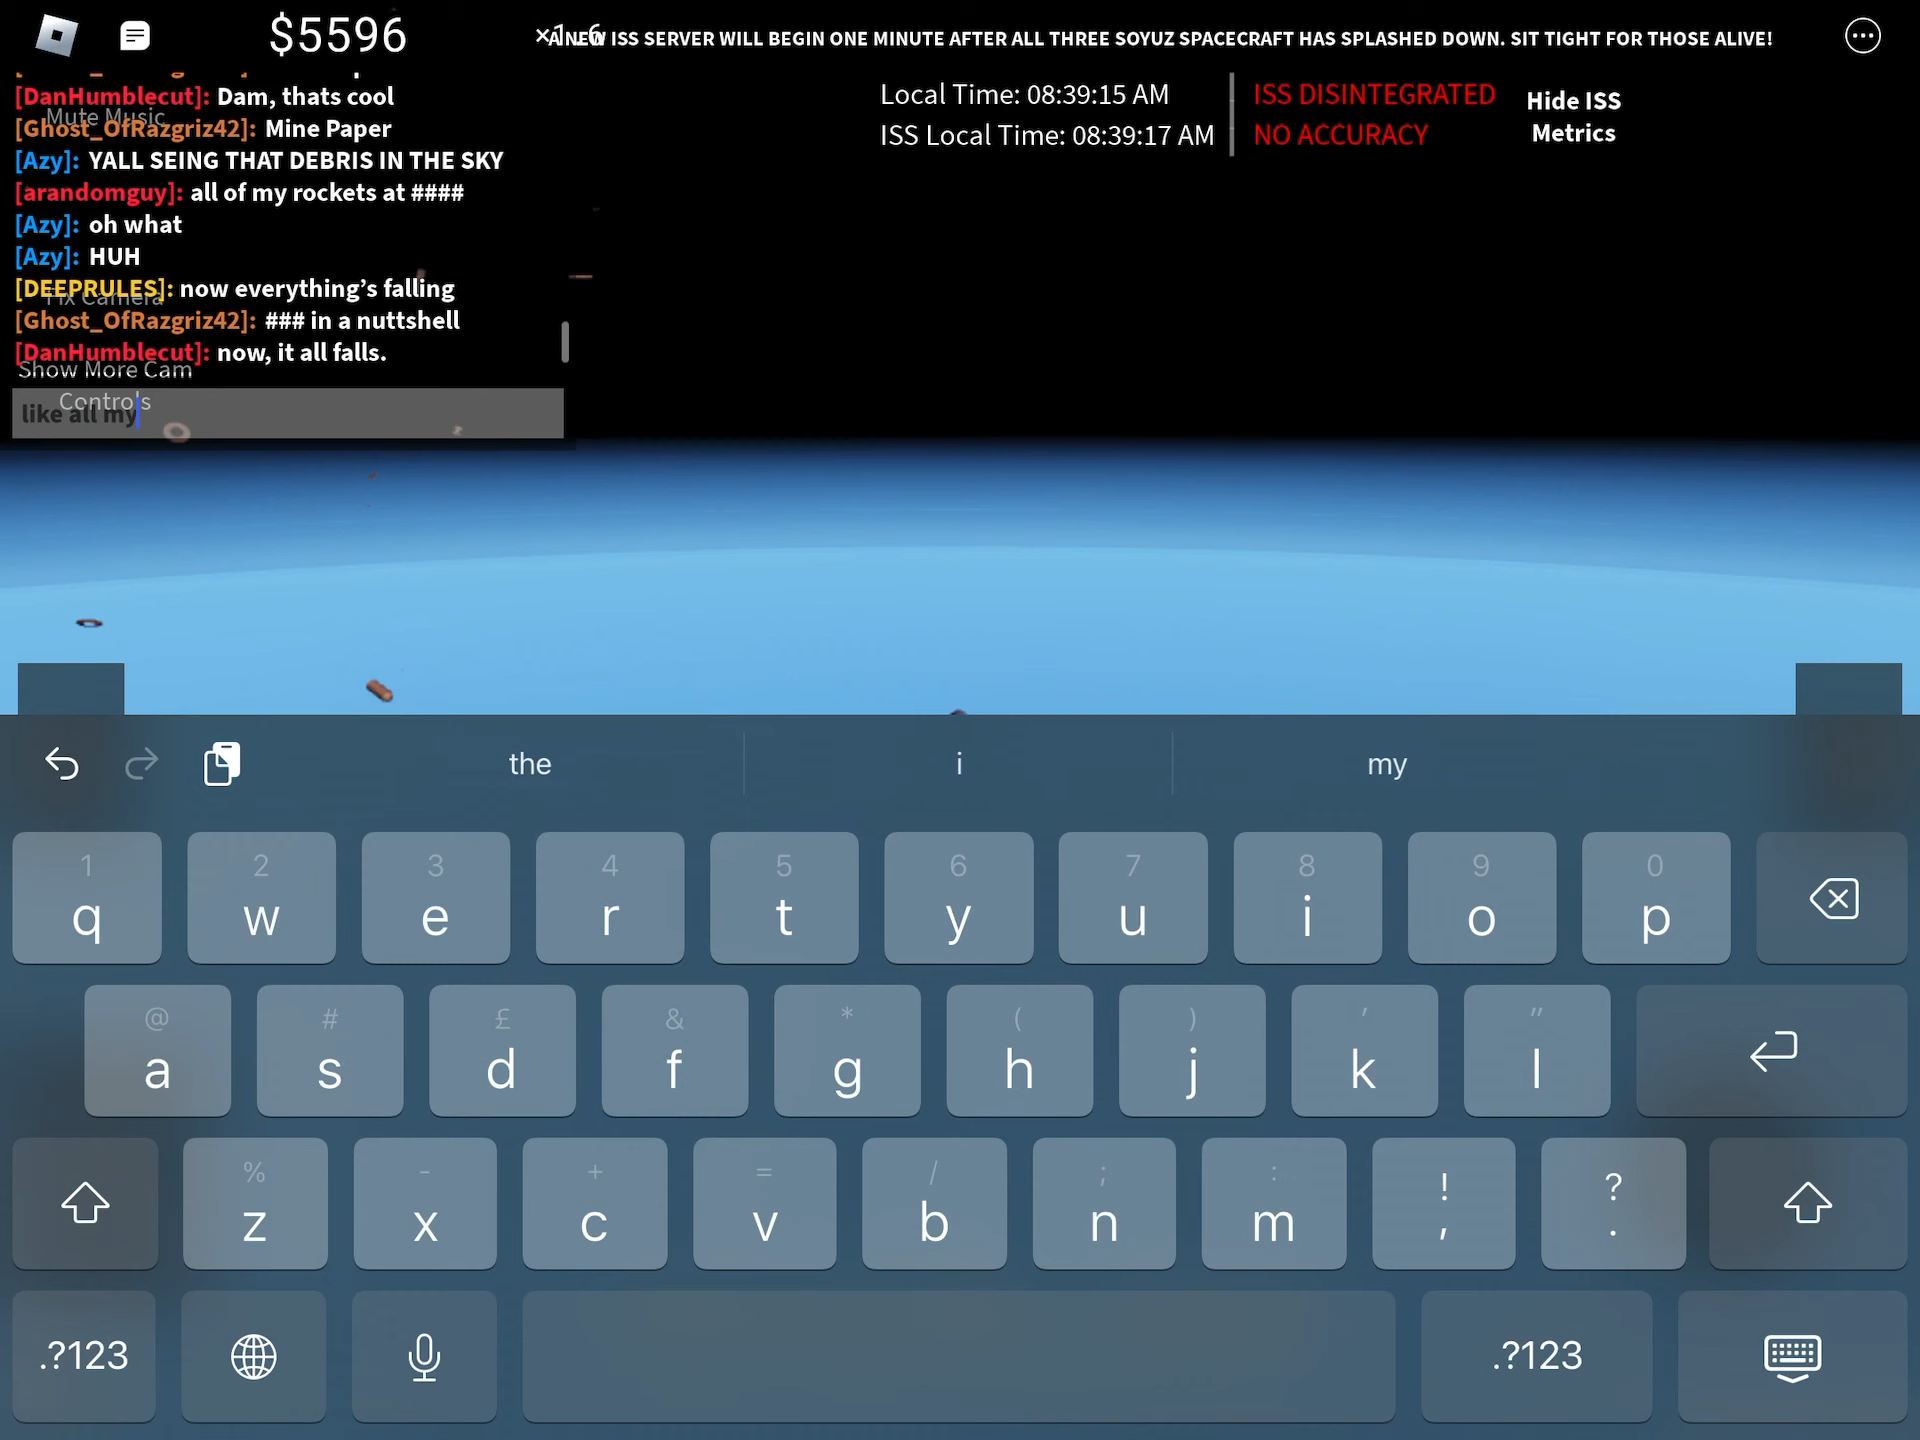 $5596
A NEW ISS SERVER WILL BEGIN ONE MINUTE AFTER ALL THREE SOYUZ SPACECRAFT HAS SPLASHED DOWN. SIT TIGHT FOR THOSE ALIVE!
Local Time: 08:39:15 AM
ISS Local Time: 08:39:17 AM
ISS DISINTEGRATED
NO ACCURACY
Hide ISS
Metrics
[DanHumblecut]: Dam, thats cool
Mute Music
[Ghost_OfRazgriz42]: Mine Paper
[Azy]: YALL SEING THAT DEBRIS IN THE SKY
[arandomguy]: all of my rockets at ####
[Azy]: oh what
[Azy]: HUH
[DEEPRULES]: now everything’s falling
Fix Camera
[Ghost_OfRazgriz42]: ### in a nuttshell
[DanHumblecut]: now, it all falls.
Show More Cam
Controls
like all my
the
i
my
1 2 3 4 5 6 7 8 9 0
q w e r t y u i o p
@ # £ & * ( ) ' "
a s d f g h j k l
% - + = / ; : ! ?
z x c v b n m , .
.?123
.?123